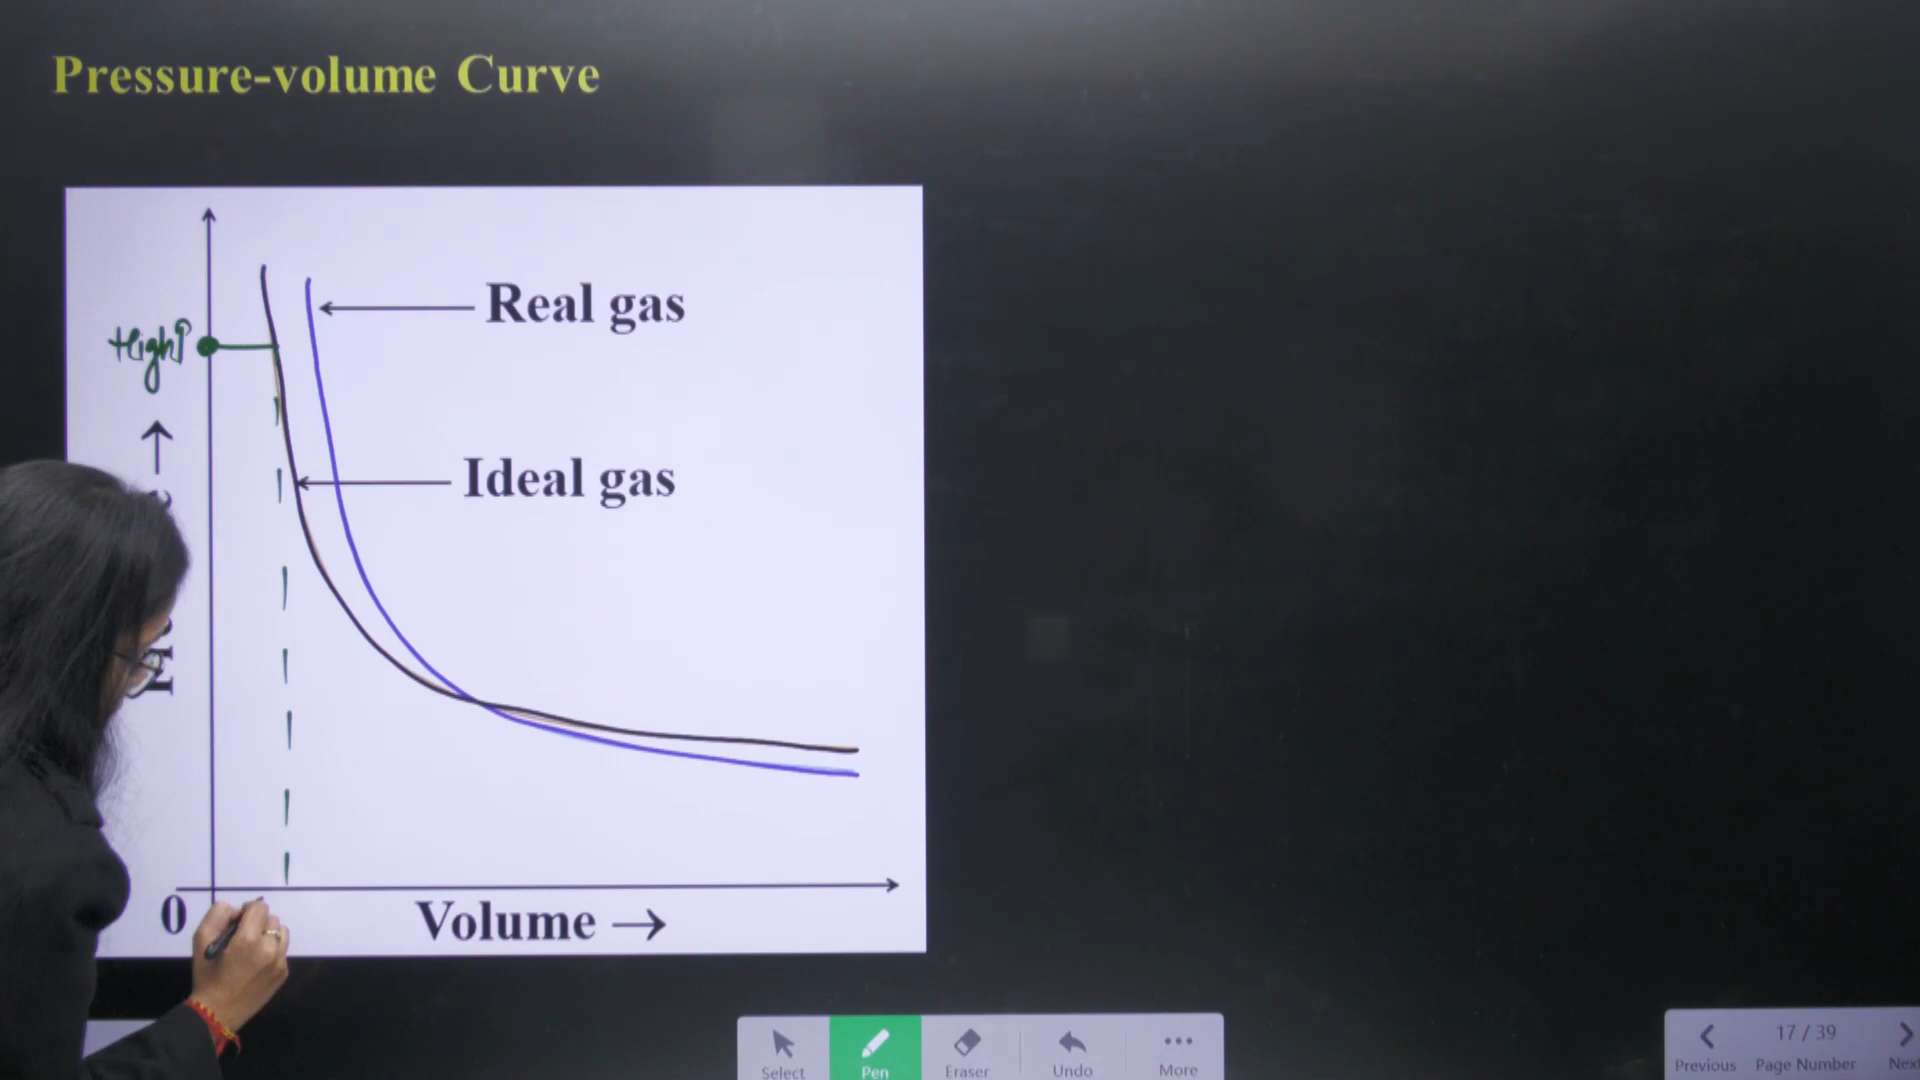 Pressure-volume Curve
Real gas
High
Ideal gas
0
Volume →
Select
Pen
Eraser
Undo
More
17 / 39
Previous
Page Number